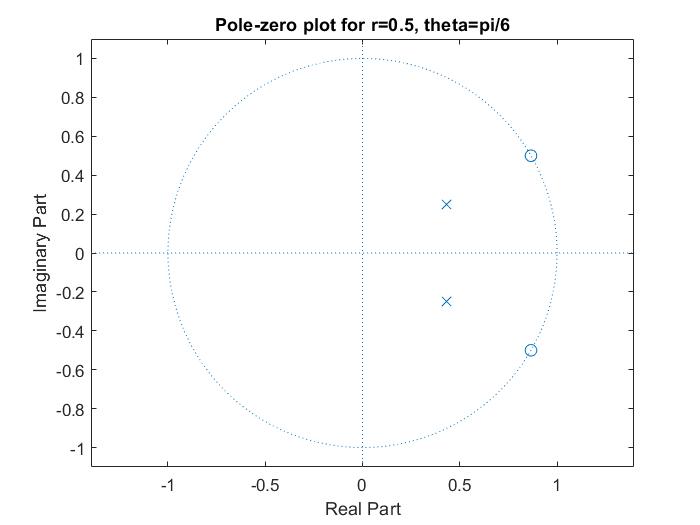 Pole-zero plot for r=0.5, theta=pi/6
1
0.8
0.6
0.4
0.2
0
-0.2
-0.4
-0.6
-0.8
-1
Imaginary Part
-1 -0.5 0 0.5 1
Real Part